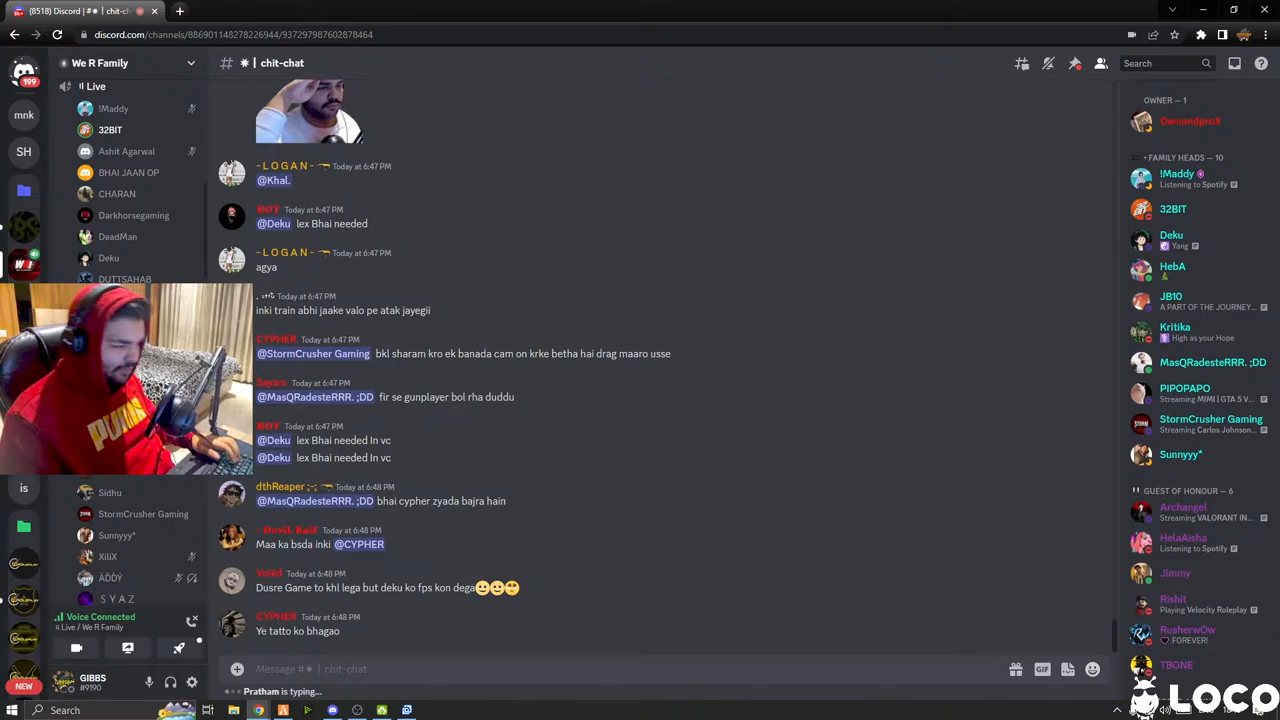 (8518) Discord | #✷ | chit-ch
discord.com/channels/886901148278226944/937297987602878464
199
We R Family
# ✷ | chit-chat
Search
Live
!Maddy
32BIT
Ashit Agarwal
BHAI JAAN OP
CHARAN
Darkhorsegaming
DeadMan
Deku
DUTTSAHAB
mnk
SH
is
NEW
Sidhu
StormCrusher Gaming
Sunnyyy*
XiliX
ADDY
S Y A Z
Voice Connected
Live / We R Family
GIBBS
#9190
- L O G A N - Today at 6:47 PM
@Khal.
BOT Today at 6:47 PM
@Deku lex Bhai needed
- L O G A N - Today at 6:47 PM
agya
Today at 6:47 PM
inki train abhi jaake valo pe atak jayegii
CYPHER Today at 6:47 PM
@StormCrusher Gaming bkl sharam kro ek banada cam on krke betha hai drag maaro usse
Sayam Today at 6:47 PM
@MasQRadesteRRR. ;DD fir se gunplayer bol rha duddu
BOT Today at 6:47 PM
@Deku lex Bhai needed In vc
@Deku lex Bhai needed In vc
dthReaper ;-; Today at 6:48 PM
@MasQRadesteRRR. ;DD bhai cypher zyada bajra hain
Today at 6:48 PM
Maa ka bsda inki @CYPHER
Today at 6:48 PM
Dusre Game to khl lega but deku ko fps kon dega
CYPHER Today at 6:48 PM
Ye tatto ko bhagao
Message #✷ | chit-chat
GIF
Pratham is typing...
OWNER — 1
DemandproX
• FAMILY HEADS — 10
!Maddy
Listening to Spotify
32BIT
Deku
Yang
HebA
JB10
A PART OF THE JOURNEY...
Kritika
High as your Hope
MasQRadesteRRR. ;DD
PIPOPAPO
Streaming MIMI | GTA 5 V...
StormCrusher Gaming
Streaming Carlos Johnson...
Sunnyyy*
GUEST OF HONOUR — 6
Archangel
Streaming VALORANT IN...
HelaAisha
Listening to Spotify
Jimmy
Rishit
Playing Velocity Roleplay
RusherwOw
FOREVER!
TBONE
LOCO
Search